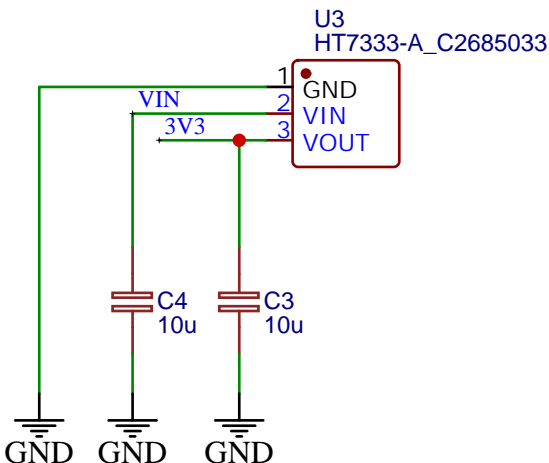 U3
HT7333-A_C2685033
1
GND
VIN
2
VIN
3V3
3
VOUT
C4
10u
C3
10u
GND
GND
GND